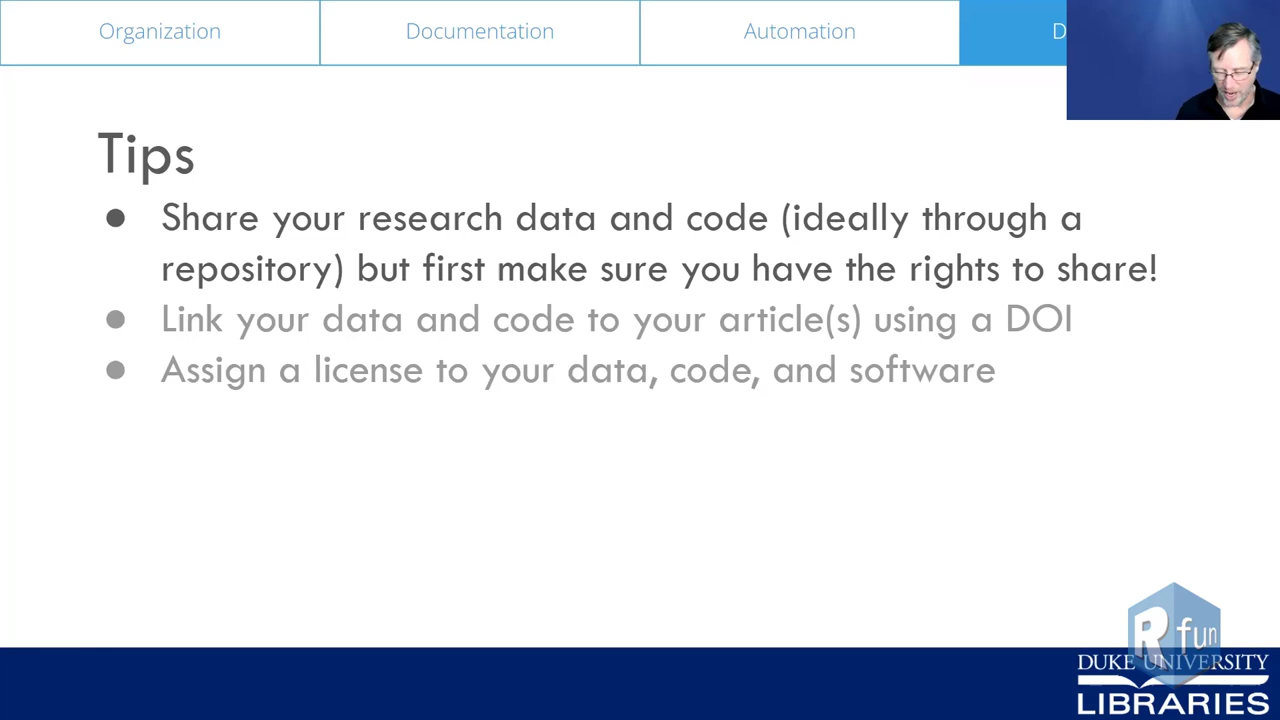 Organization
Documentation
Automation
D
Tips
● Share your research data and code (ideally through a
repository) but first make sure you have the rights to share!
● Link your data and code to your article(s) using a DOI
● Assign a license to your data, code, and software
R fun
DUKE UNIVERSITY
LIBRARIES